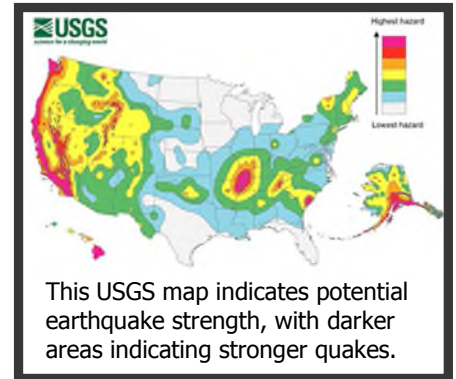 USGS
science for a changing world
Highest hazard
Lowest hazard
This USGS map indicates potential
earthquake strength, with darker
areas indicating stronger quakes.